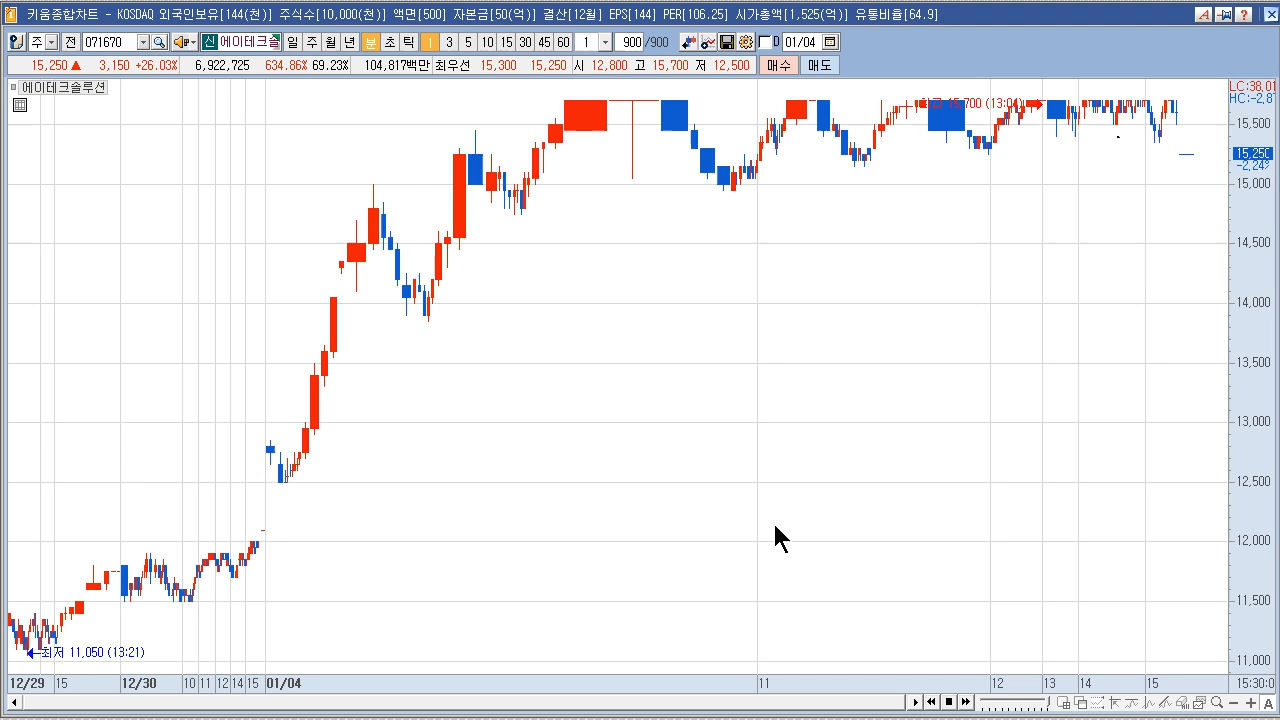 키움종합차트 - KOSDAQ 외국인보유[144(천)] 주식수[10,000(천)] 액면[500] 자본금[50(억)] 결산[12월] EPS[144] PER[106.25] 시가총액[1,525(억)] 유통비율[64.9]
주 전 071670 신 에이테크솔 일 주 월 년 분 초 틱 1 3 5 10 15 30 45 60 1 900 /900 D 01/04
15,250 ▲ 3,150 +26.03% 6,922,725 634.86% 69.23% 104,817백만 최우선 15,300 15,250 시 12,800 고 15,700 저 12,500 매수 매도
에이테크솔루션
LC:38,01
HC:-2,8
최고 15,700 (13:04)
15,500
15,250
-2,24%
15,000
14,500
14,000
13,500
13,000
12,500
12,000
11,500
최저 11,050 (13:21)
11,000
12/29 15 12/30 10 11 12 14 15 01/04 11 12 13 14 15 15:30:0
A